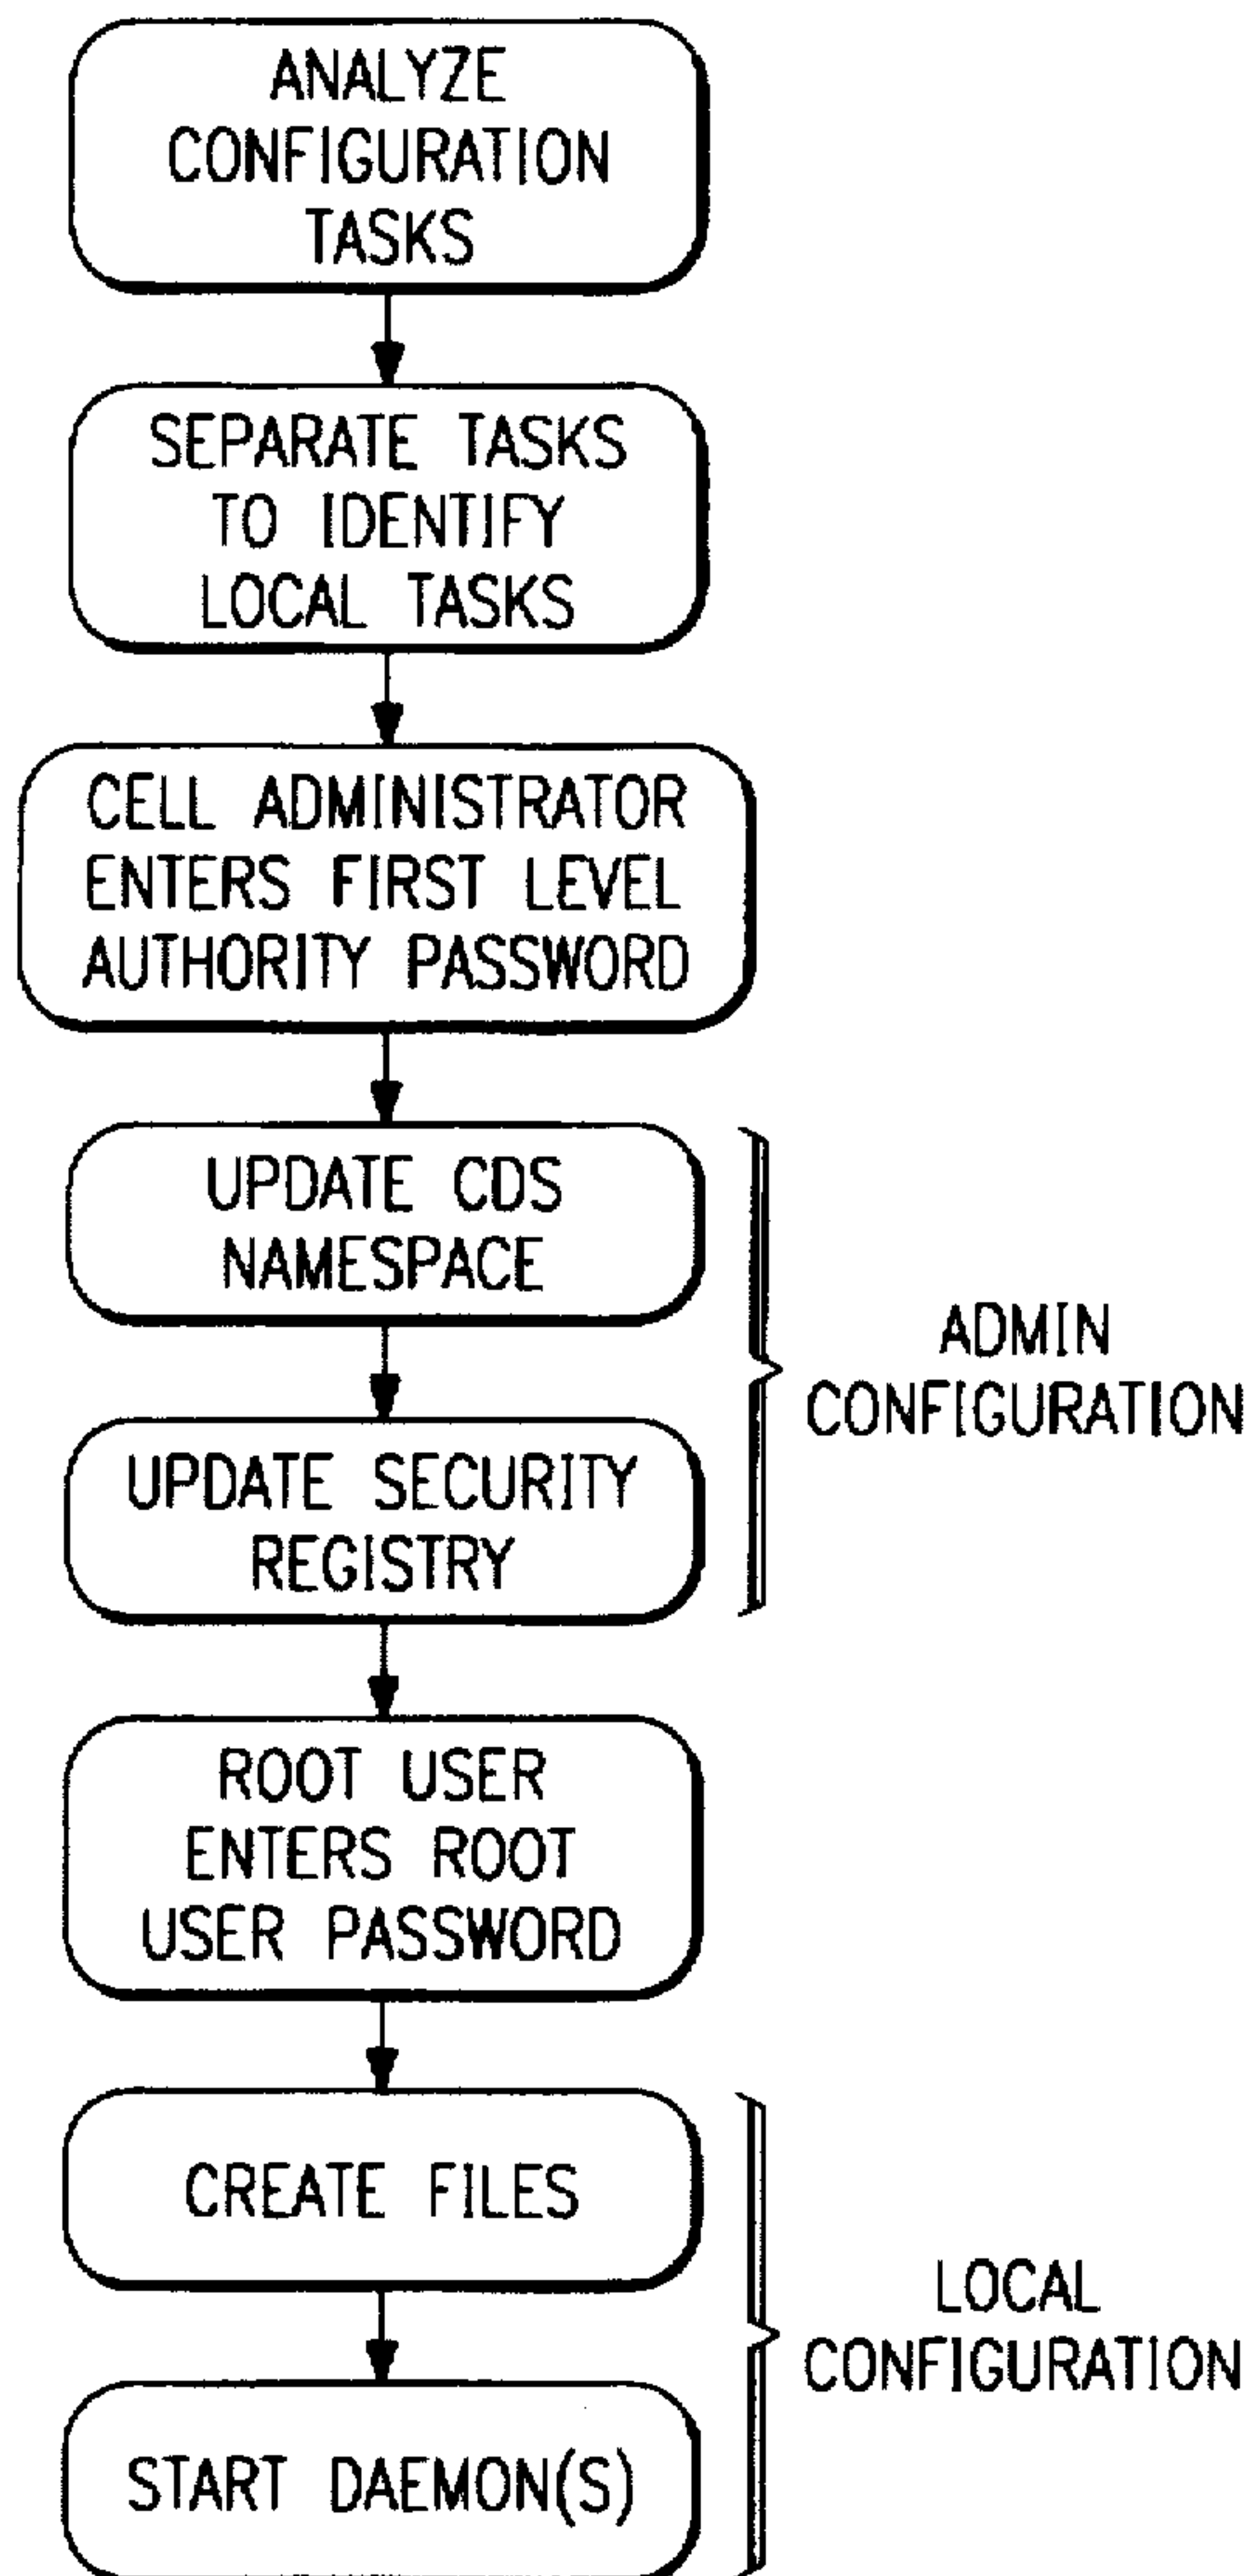 ANALYZE
CONFIGURATION
TASKS
SEPARATE TASKS
TO IDENTIFY
LOCAL TASKS
CELL ADMINISTRATOR
ENTERS FIRST LEVEL
AUTHORITY PASSWORD
UPDATE CDS
NAMESPACE
UPDATE SECURITY
REGISTRY
ADMIN
CONFIGURATION
ROOT USER
ENTERS ROOT
USER PASSWORD
CREATE FILES
START DAEMON(S)
LOCAL
CONFIGURATION